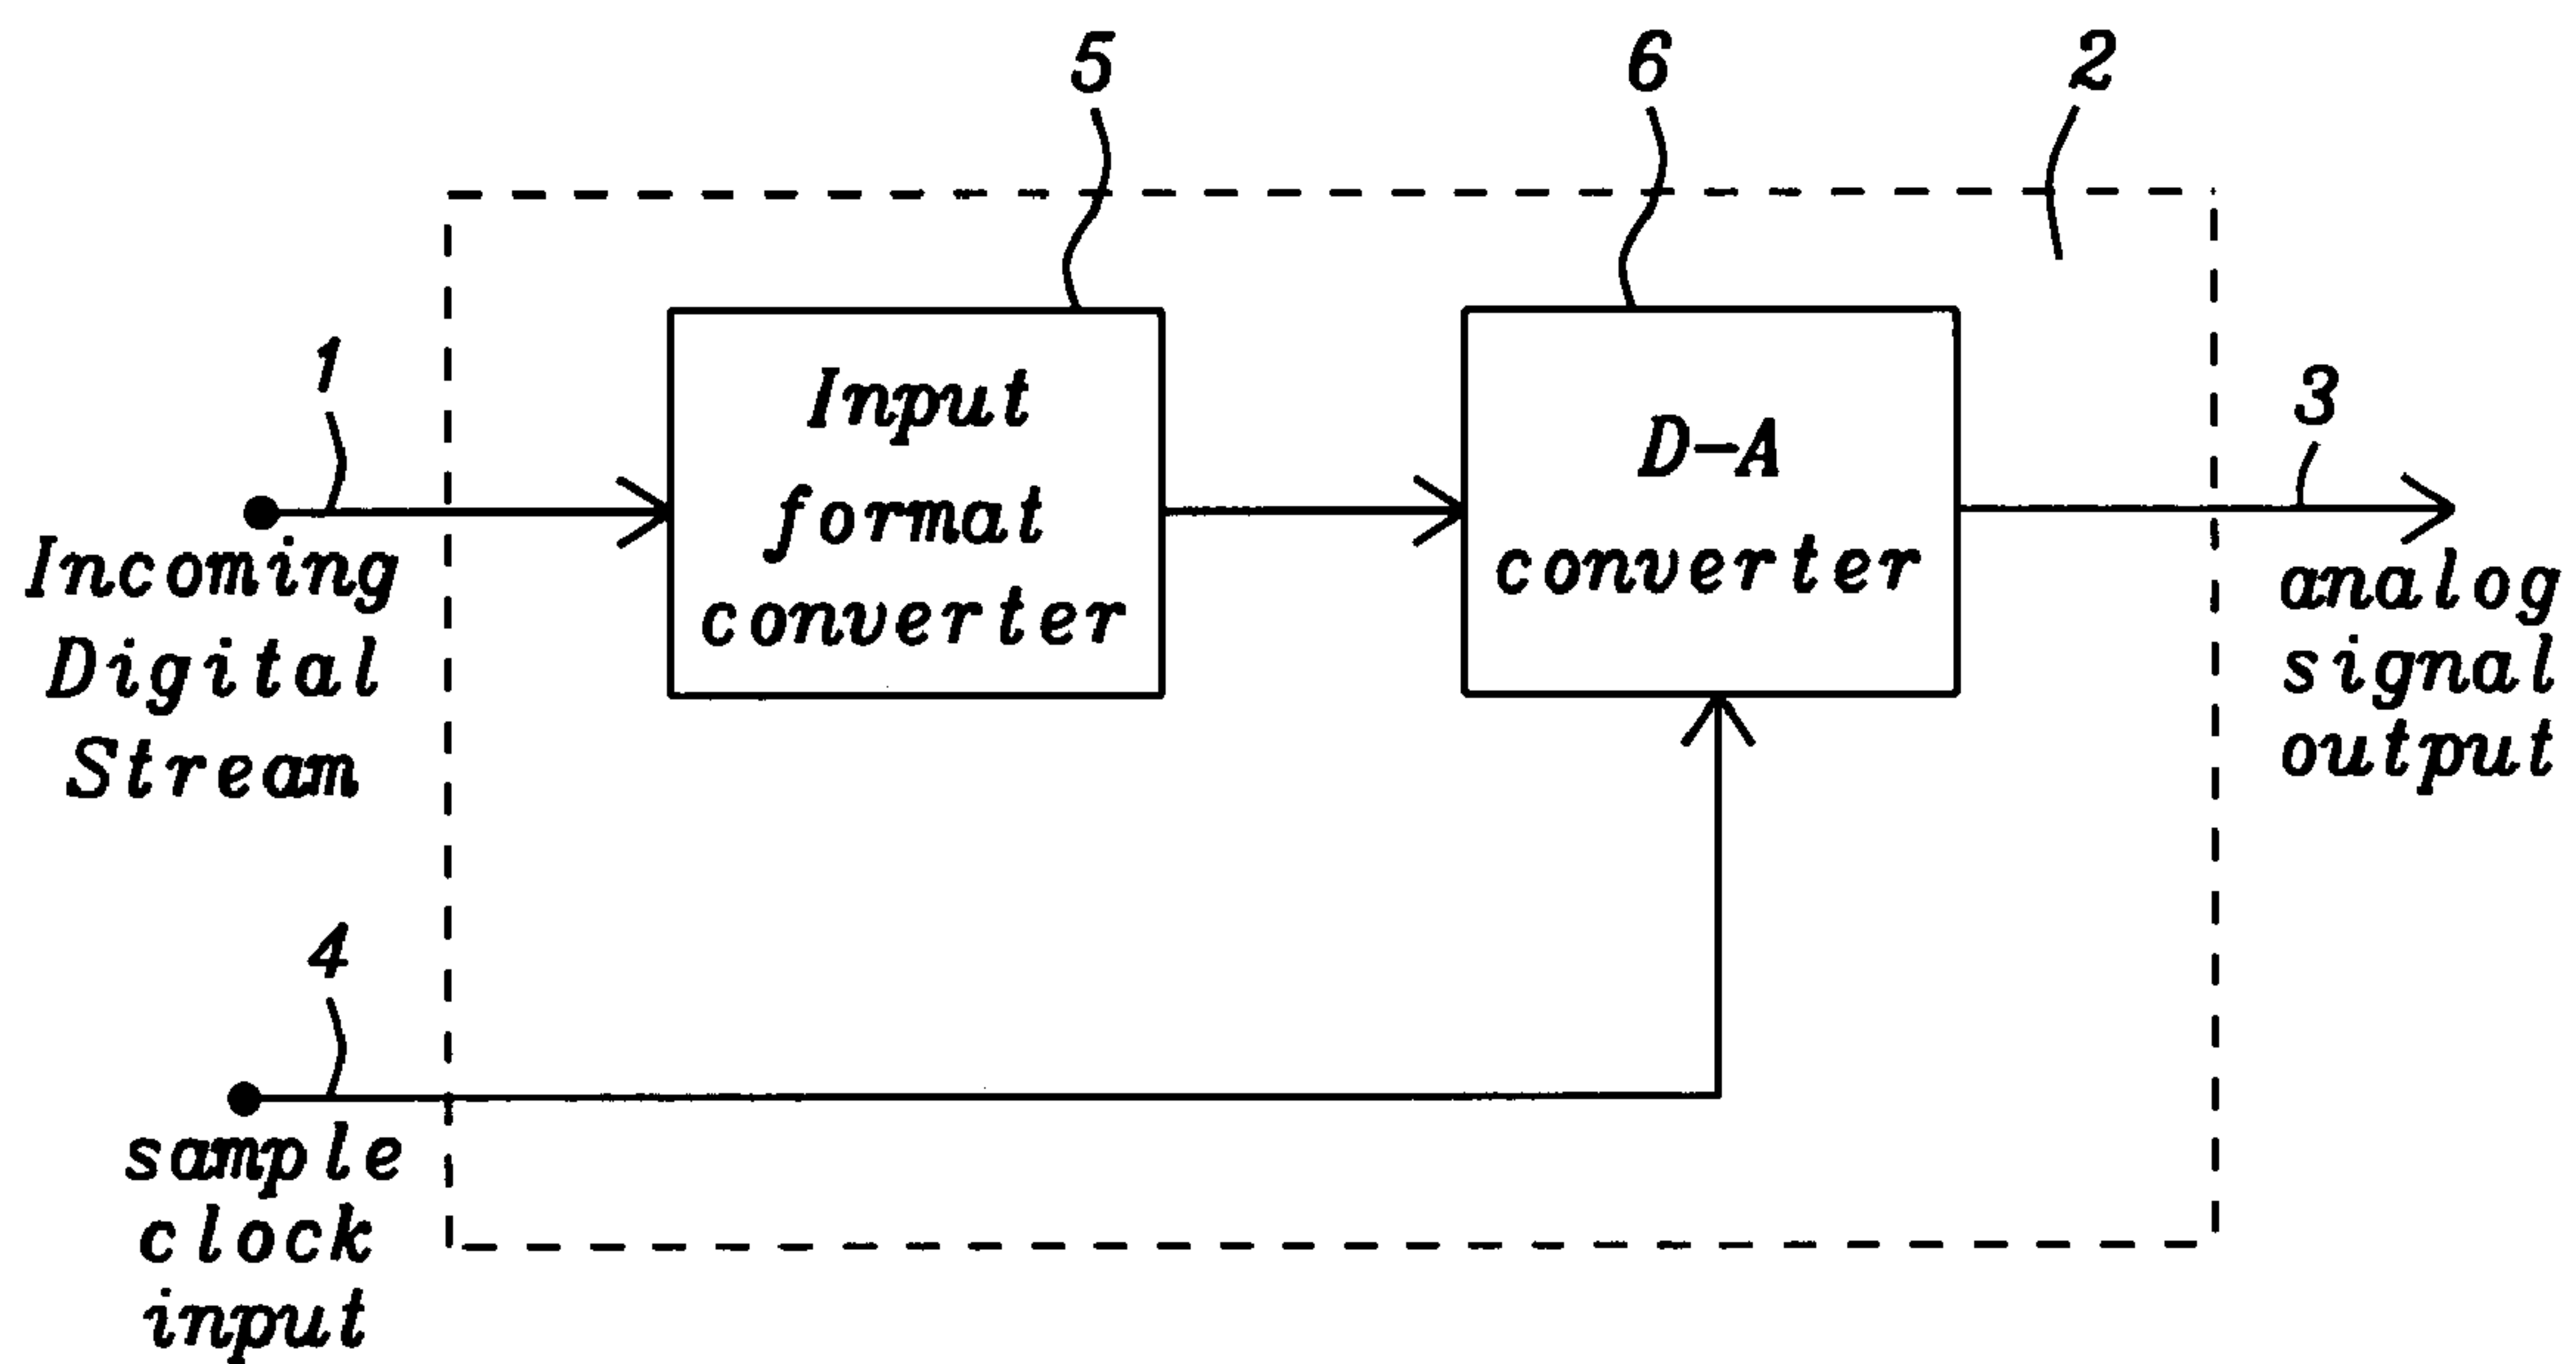 5
6
2
1
3
4
Input
format
converter
D-A
converter
Incoming
Digital
Stream
analog
signal
output
sample
clock
input